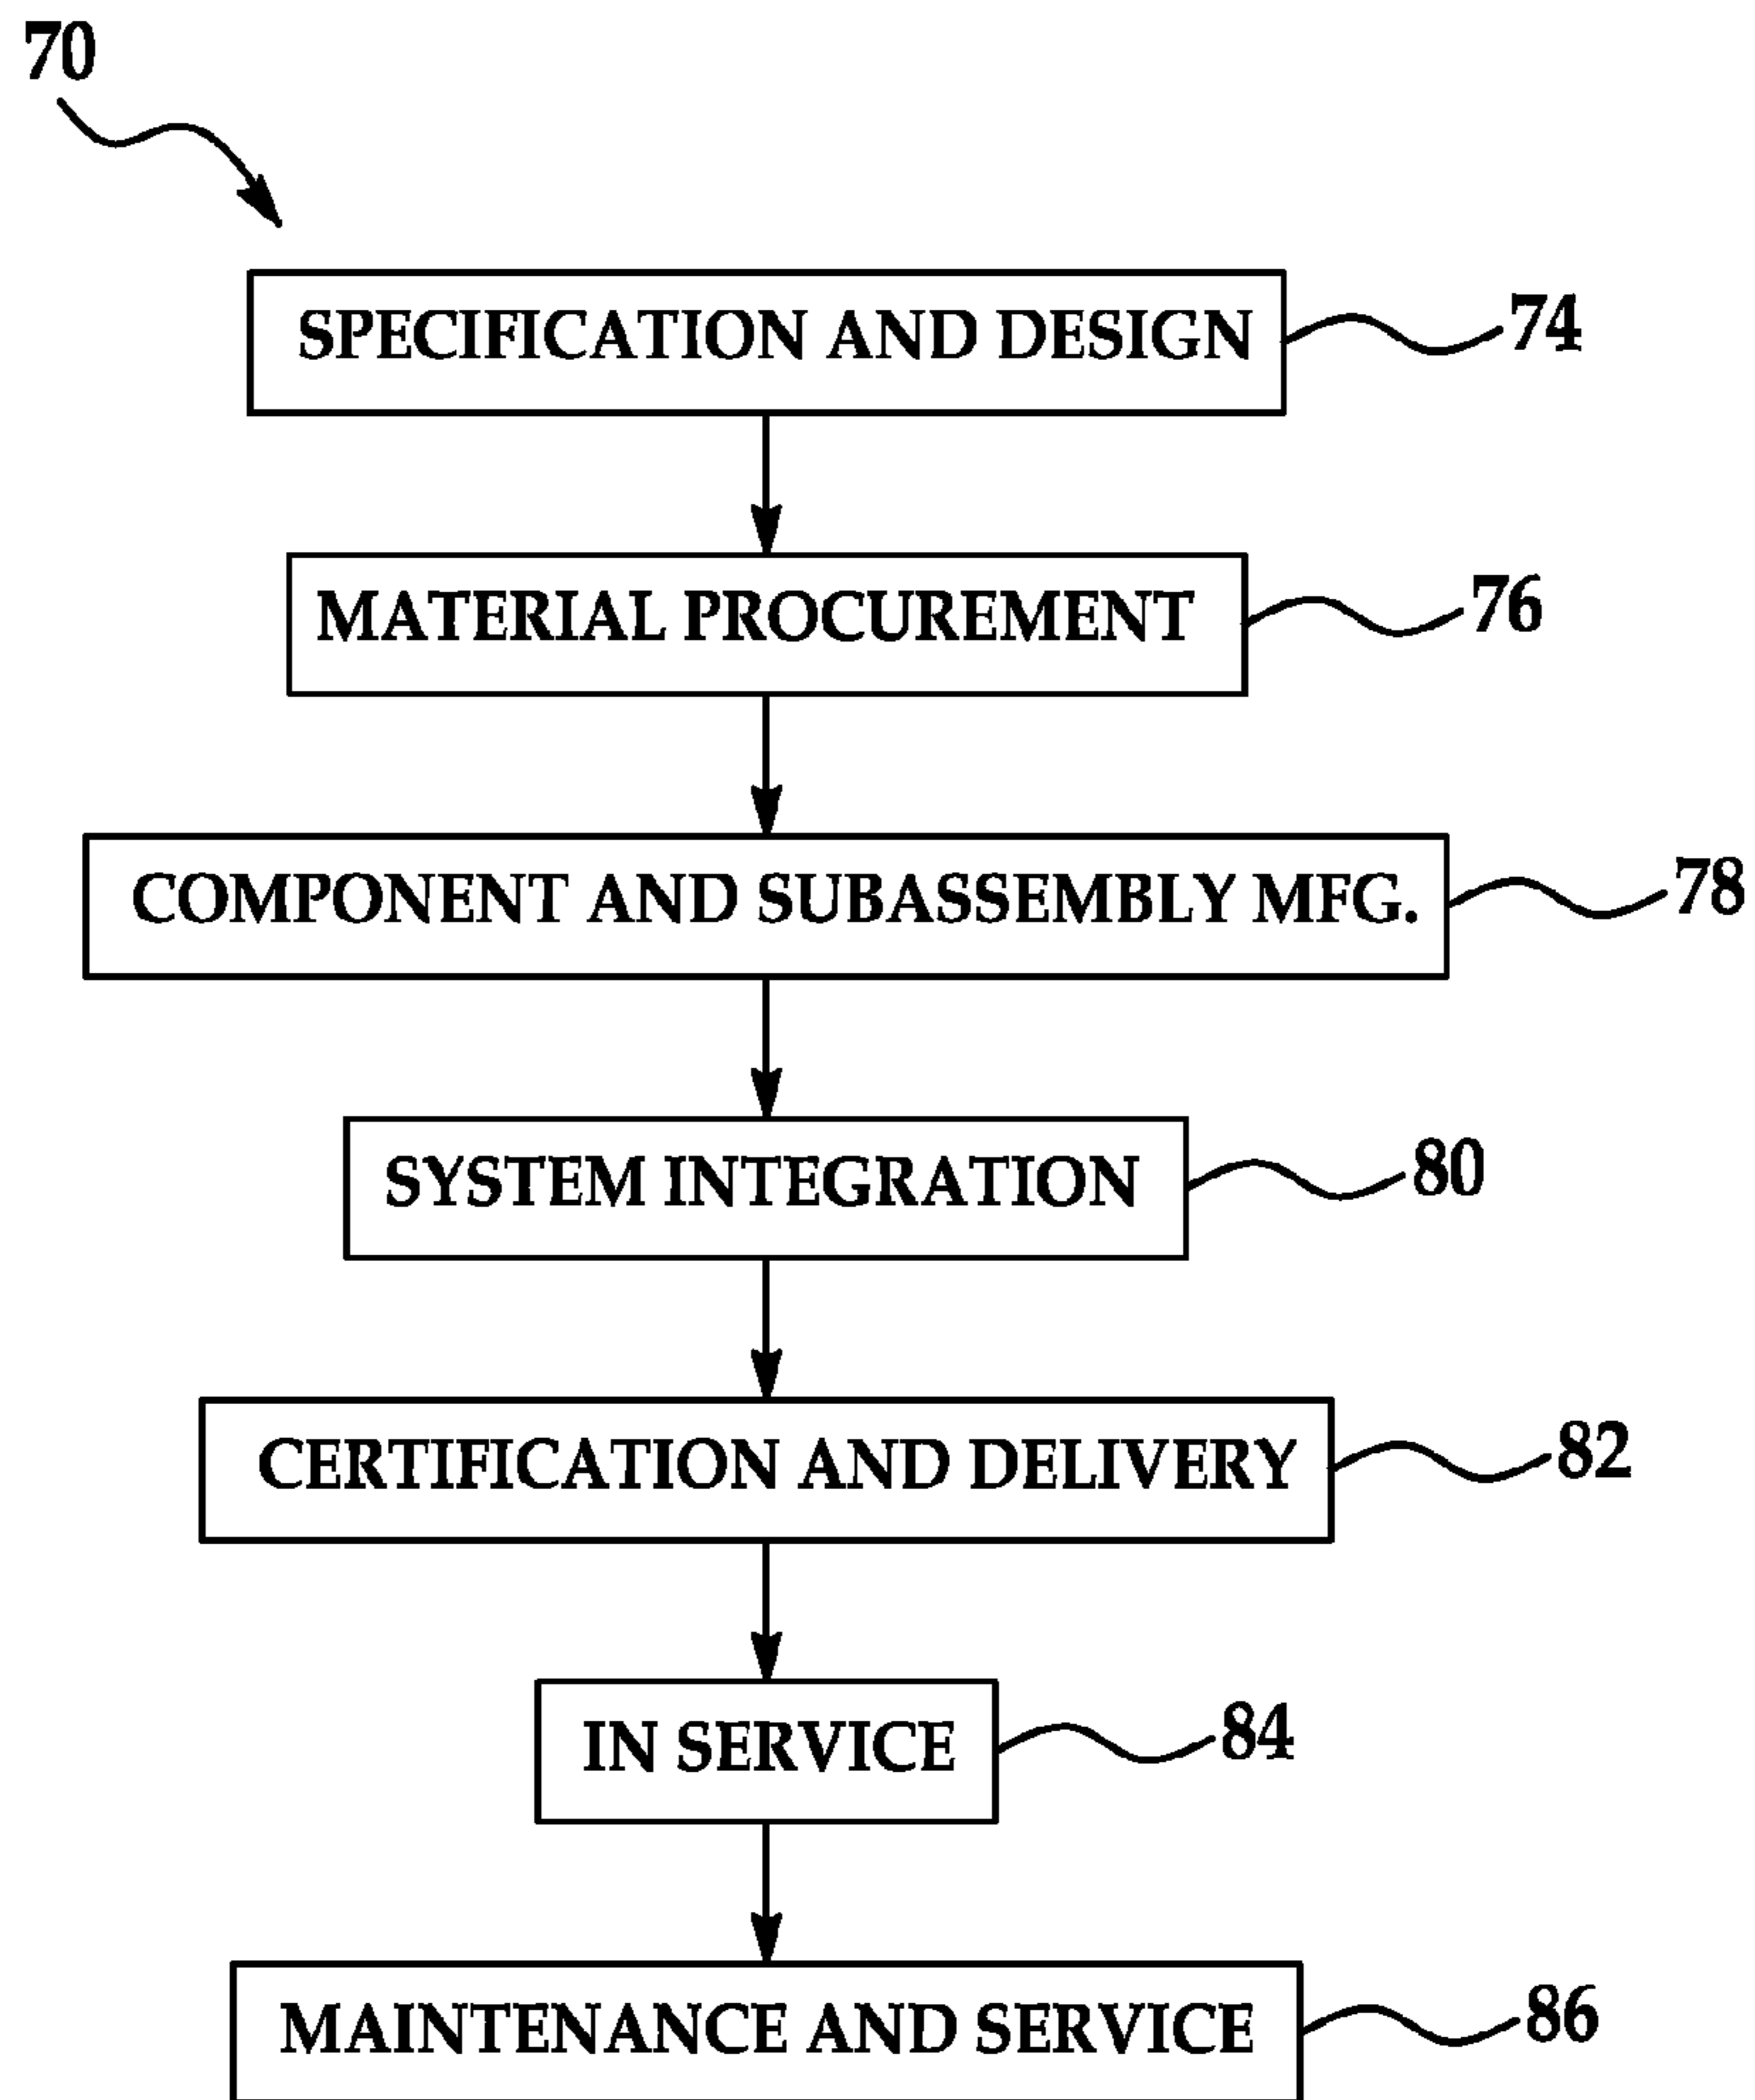 70
SPECIFICATION AND DESIGN 74
MATERIAL PROCUREMENT 76
COMPONENT AND SUBASSEMBLY MFG. 78
SYSTEM INTEGRATION 80
CERTIFICATION AND DELIVERY 82
IN SERVICE 84
MAINTENANCE AND SERVICE 86